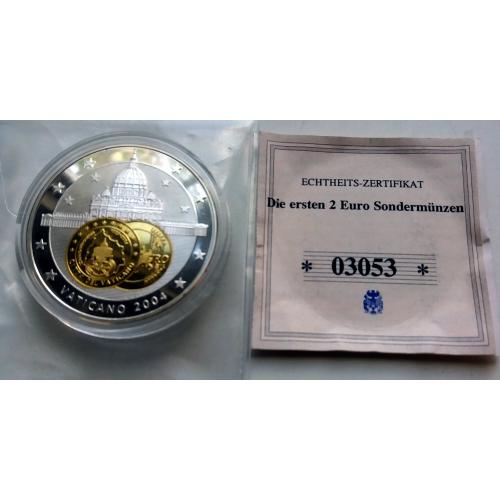 VATICANO 2004
ECHTHEITS-ZERTIFIKAT
Die ersten 2 Euro Sondermünzen
* 03053 *